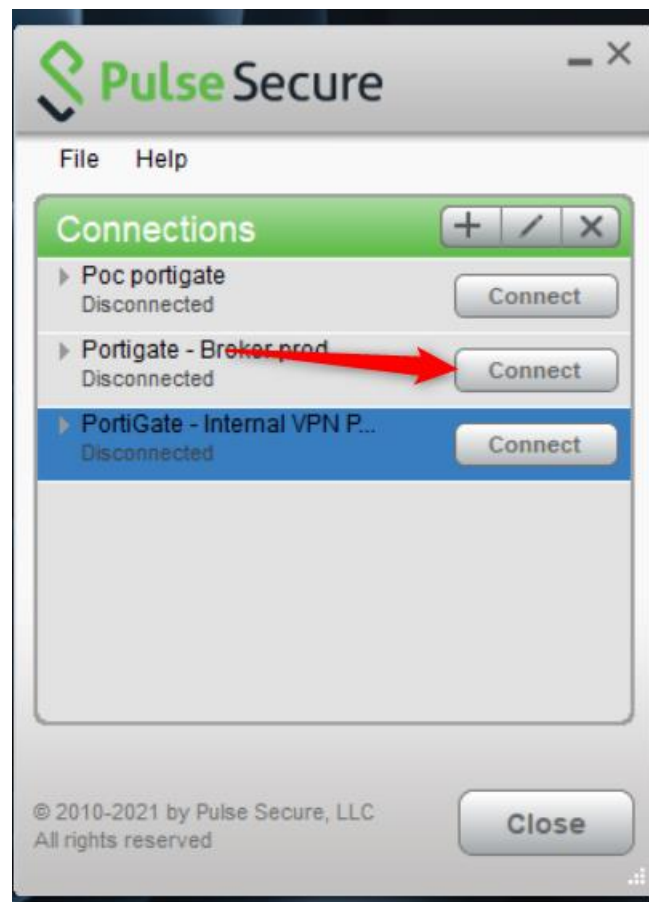 Pulse Secure
File Help
Connections
Poc portigate
Disconnected
Connect
Portigate - Broker prod
Disconnected
Connect
PortiGate - Internal VPN P...
Disconnected
Connect
© 2010-2021 by Pulse Secure, LLC
All rights reserved
Close